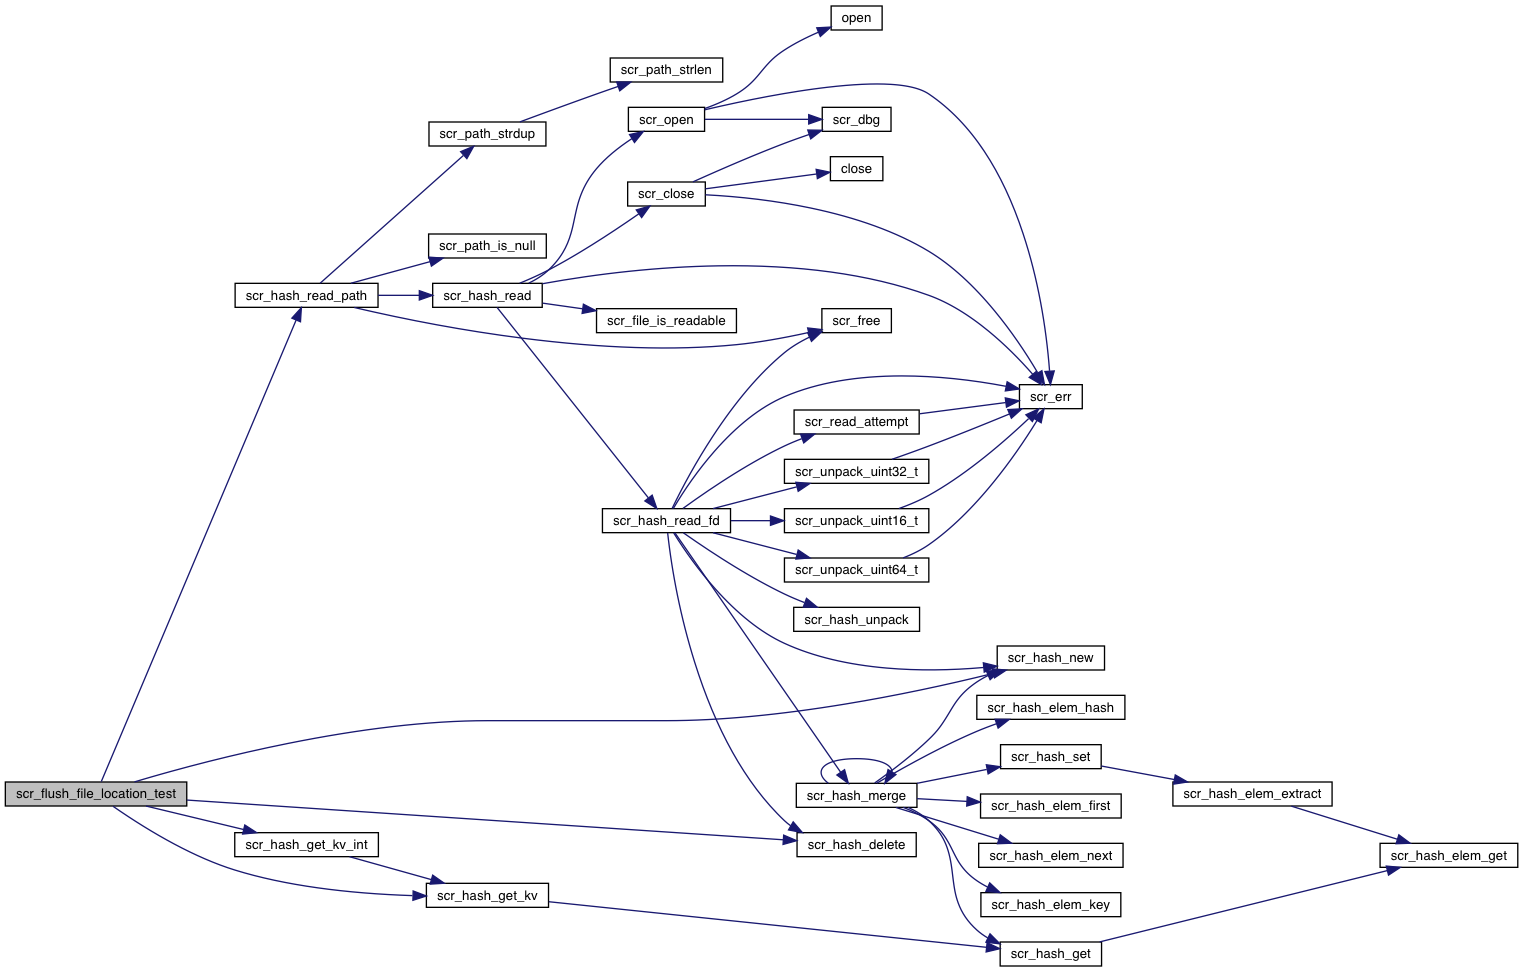 open
scr_path_strlen
scr_open
scr_dbg
scr_path_strdup
close
scr_close
scr_path_is_null
scr_hash_read_path
scr_hash_read
scr_file_is_readable
scr_free
scr_err
scr_read_attempt
scr_unpack_uint32_t
scr_hash_read_fd
scr_unpack_uint16_t
scr_unpack_uint64_t
scr_hash_unpack
scr_hash_new
scr_hash_elem_hash
scr_hash_set
scr_flush_file_location_test
scr_hash_merge
scr_hash_elem_extract
scr_hash_elem_first
scr_hash_get_kv_int
scr_hash_delete
scr_hash_elem_next
scr_hash_elem_get
scr_hash_get_kv
scr_hash_elem_key
scr_hash_get